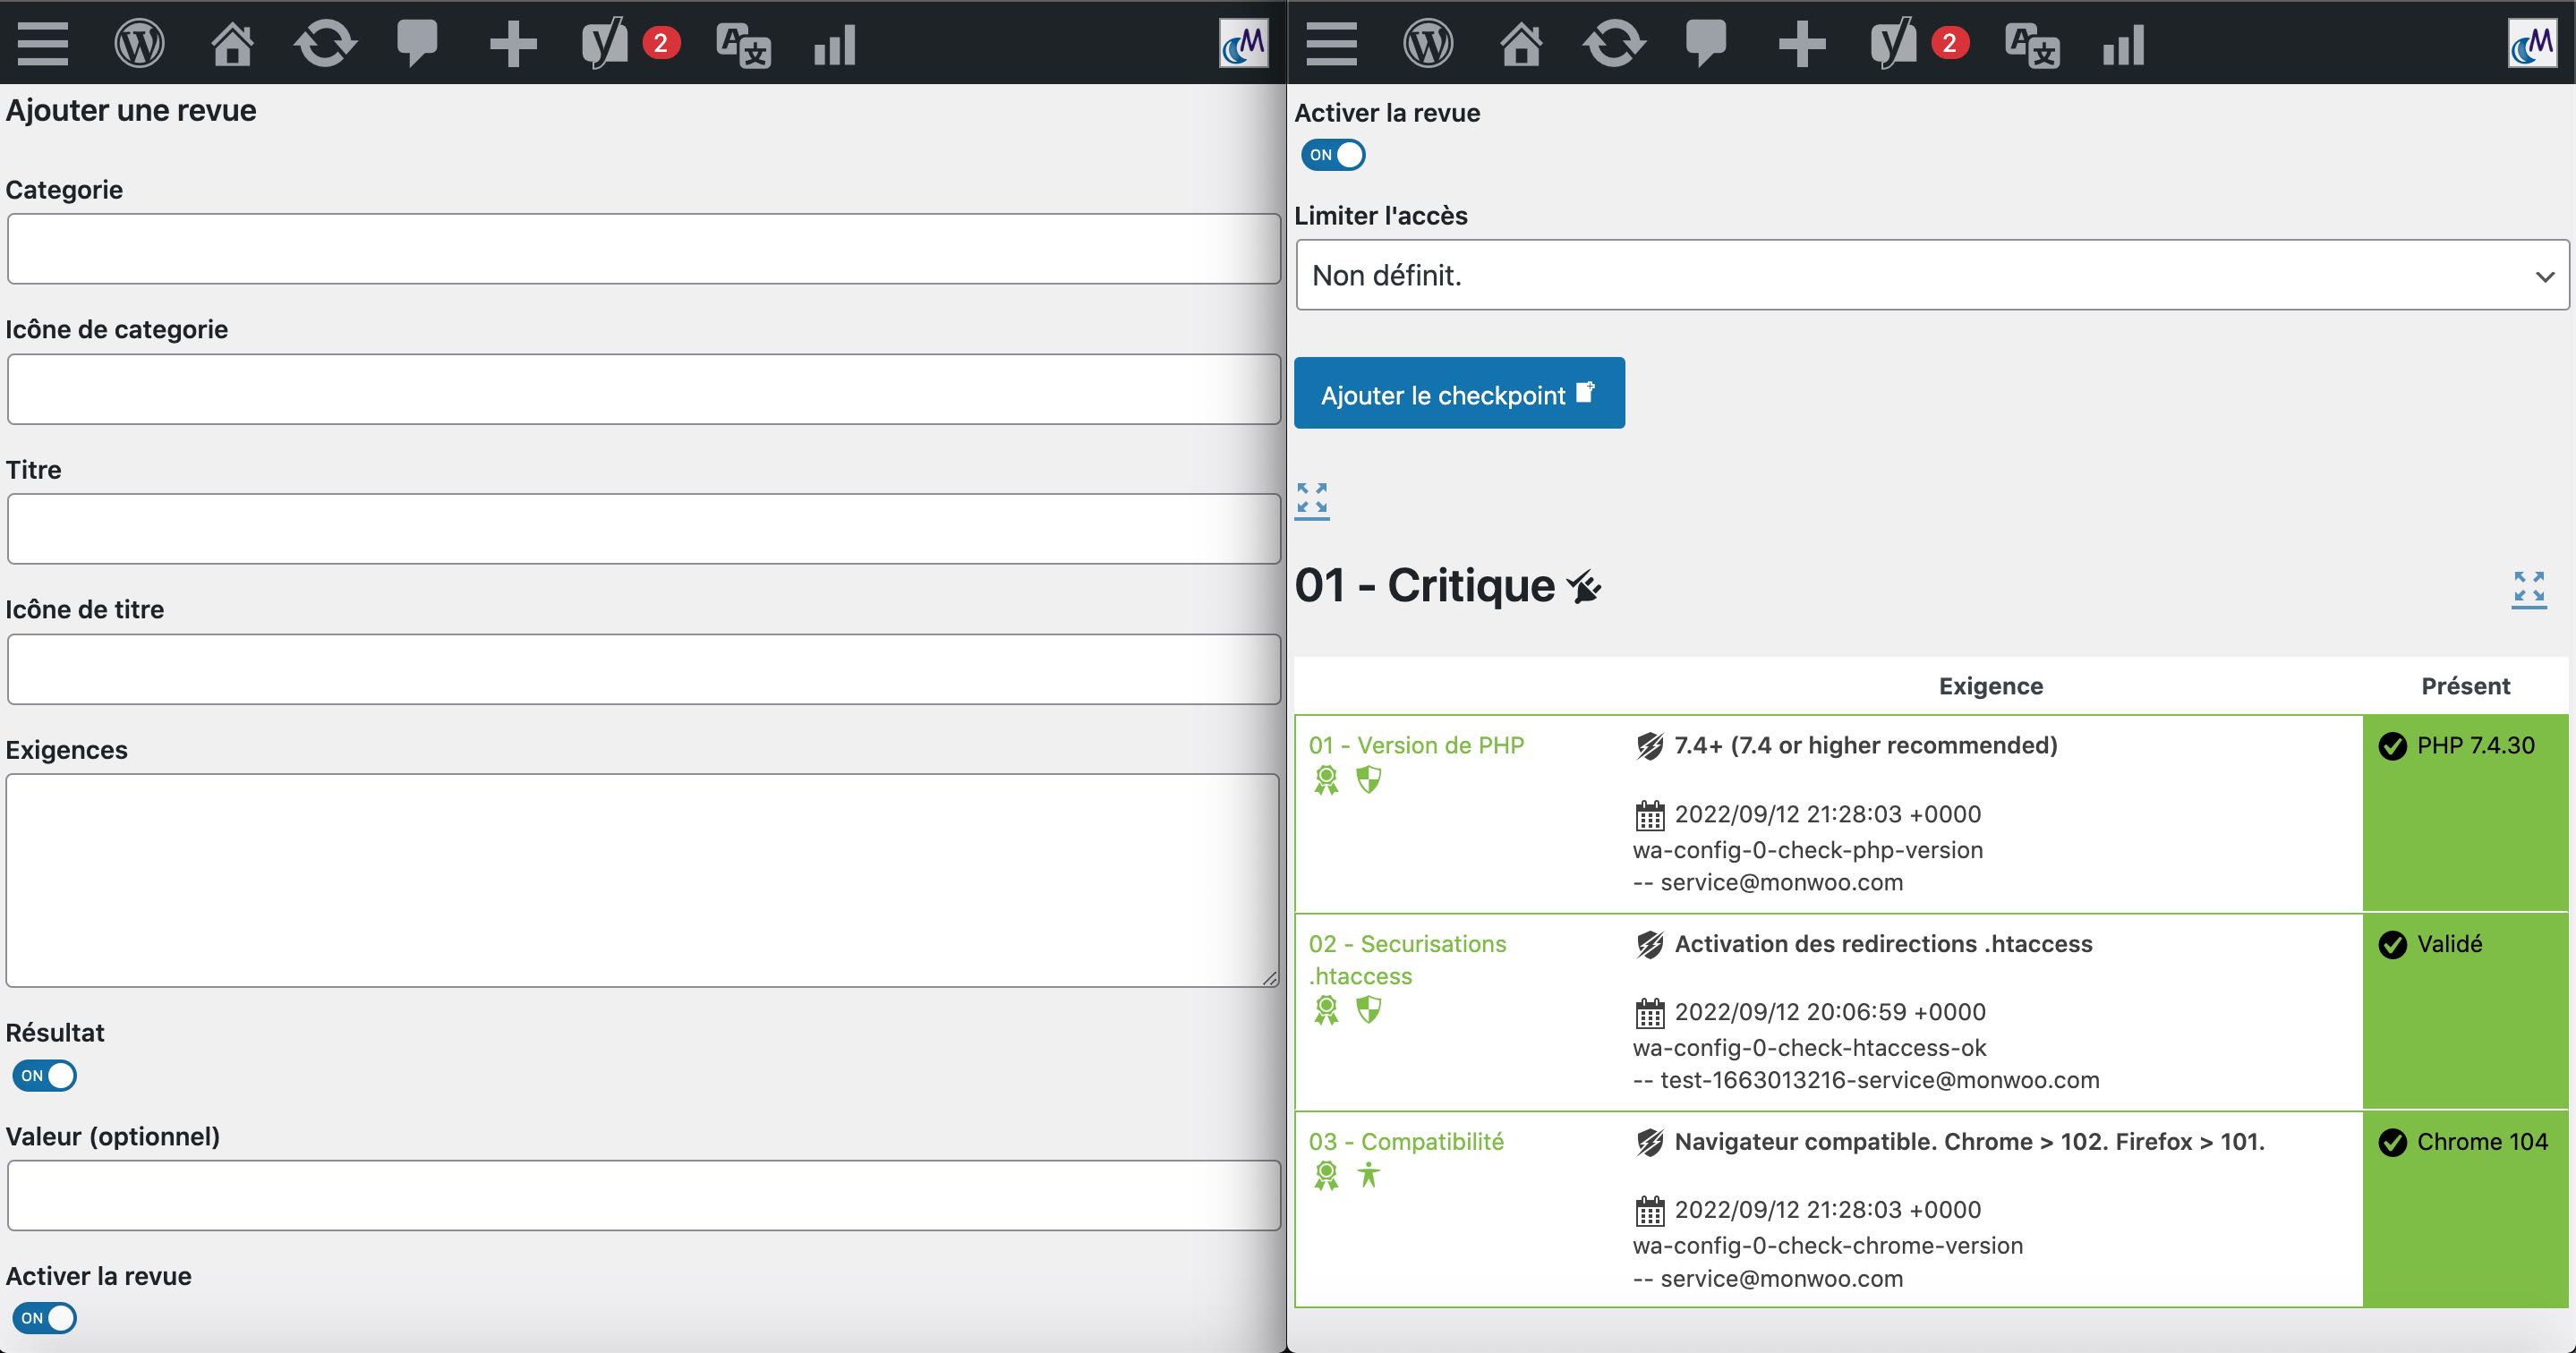 2
Ajouter une revue
Categorie
Icône de categorie
Titre
Icône de titre
Exigences
Résultat
ON
Valeur (optionnel)
Activer la revue
ON
2
Activer la revue
ON
Limiter l'accès
Non définit.
Ajouter le checkpoint
01 - Critique
Exigence Présent
01 - Version de PHP
7.4+ (7.4 or higher recommended)
2022/09/12 21:28:03 +0000
wa-config-0-check-php-version
-- service@monwoo.com
PHP 7.4.30
02 - Securisations
.htaccess
Activation des redirections .htaccess
2022/09/12 20:06:59 +0000
wa-config-0-check-htaccess-ok
-- test-1663013216-service@monwoo.com
Validé
03 - Compatibilité
Navigateur compatible. Chrome > 102. Firefox > 101.
2022/09/12 21:28:03 +0000
wa-config-0-check-chrome-version
-- service@monwoo.com
Chrome 104